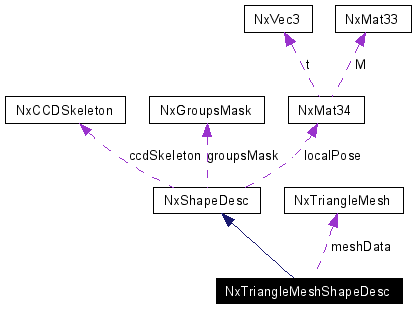 NxVec3 NxMat33
t M
NxCCDSkeleton NxGroupsMask NxMat34
ccdSkeleton groupsMask localPose
NxShapeDesc NxTriangleMesh
meshData
NxTriangleMeshShapeDesc